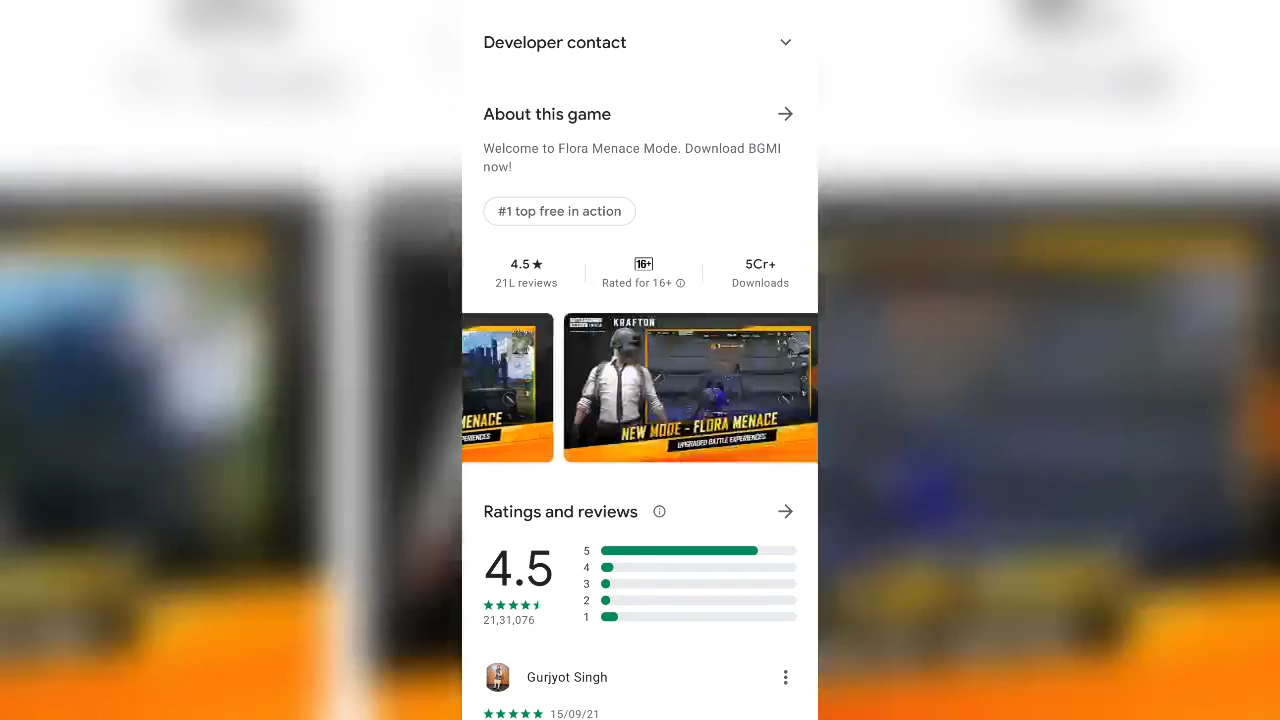 Developer contact
About this game
Welcome to Flora Menace Mode. Download BGMI
now!
#1 top free in action
4.5★
21L reviews
16+
Rated for 16+
5Cr+
Downloads
MENACE
EXPERIENCES
KRAFTON
NEW MODE - FLORA MENACE
UPGRADED BATTLE EXPERIENCES
Ratings and reviews
4.5
21,31,076
5
4
3
2
1
Gurjyot Singh
15/09/21